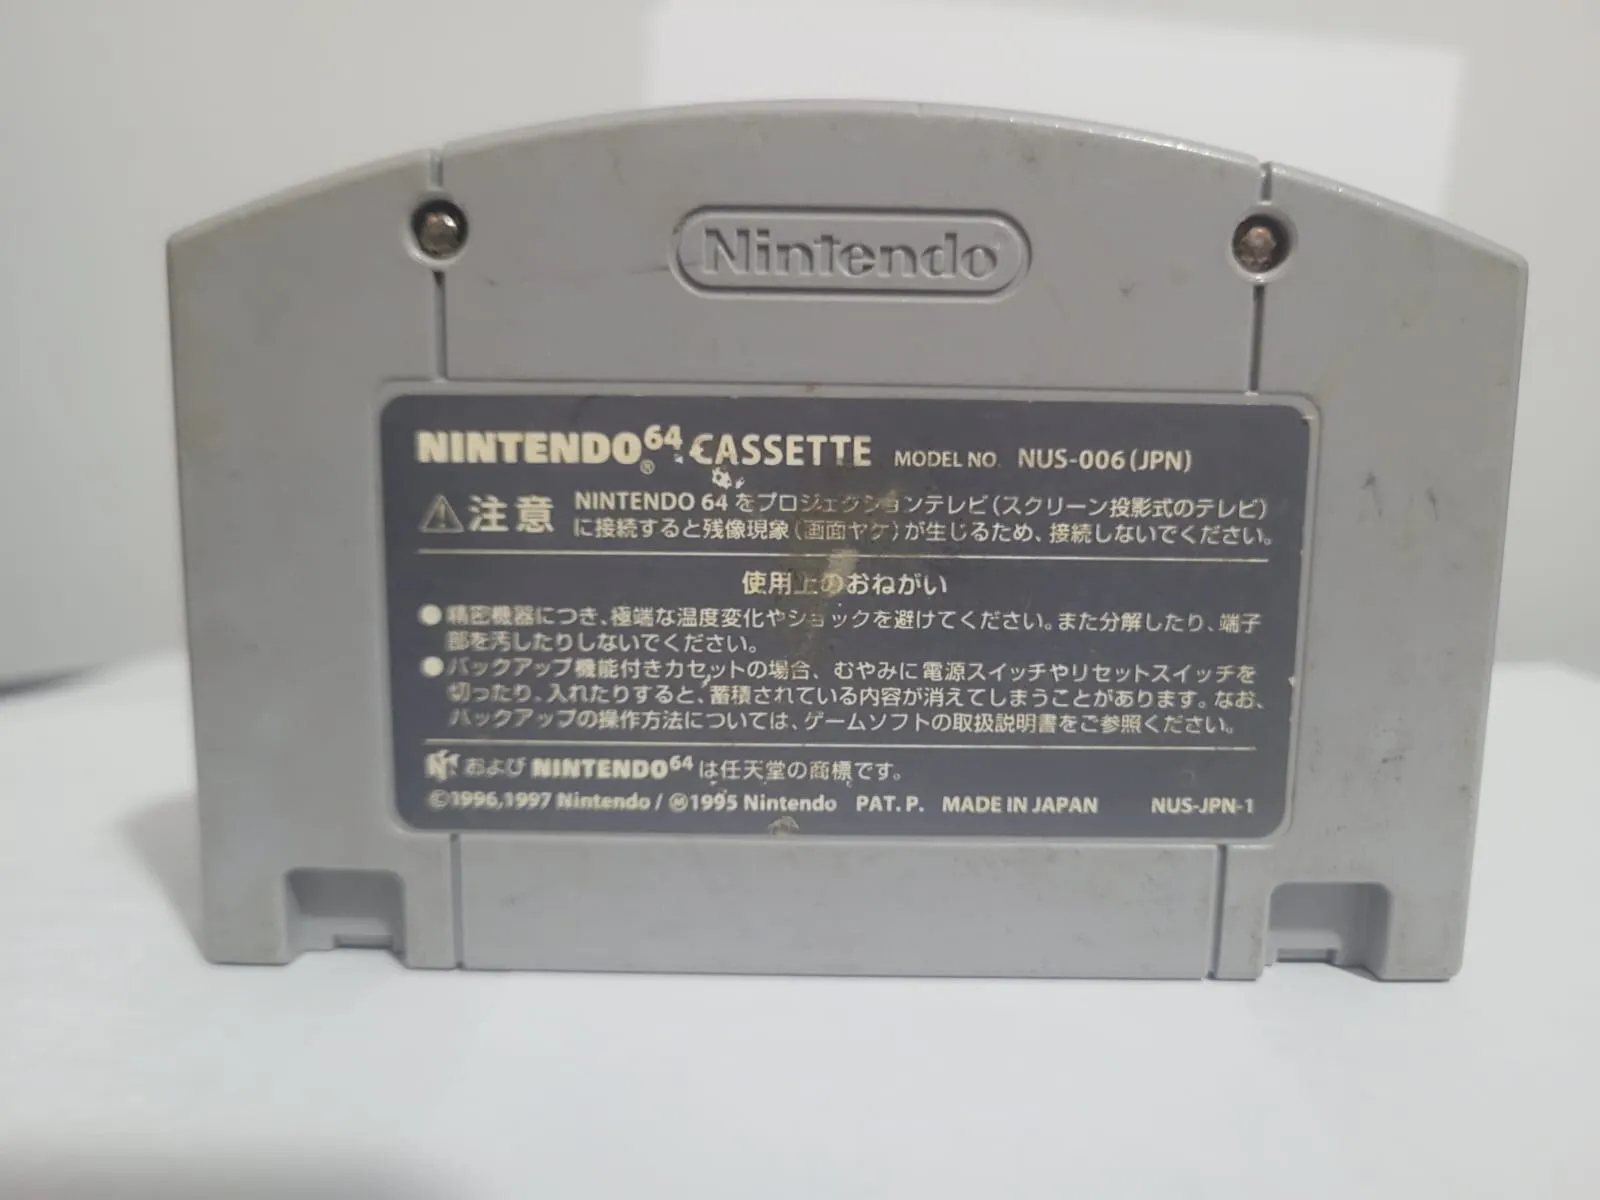 Nintendo
NINTENDO64® CASSETTE MODEL NO. NUS-006(JPN)
⚠注意 NINTENDO 64 をプロジェクションテレビ(スクリーン投影式のテレビ)
に接続すると残像現象(画面ヤケ)が生じるため、接続しないでください。
使用上のおねがい
●精密機器につき、極端な温度変化やショックを避けてください。また分解したり、端子
部を汚したりしないでください。
●バックアップ機能付きカセットの場合、むやみに電源スイッチやリセットスイッチを
切ったり、入れたりすると、蓄積されている内容が消えてしまうことがあります。なお、
バックアップの操作方法については、ゲームソフトの取扱説明書をご参照ください。
および NINTENDO64 は任天堂の商標です。
©1996,1997 Nintendo / Ⓜ1995 Nintendo PAT. P. MADE IN JAPAN NUS-JPN-1